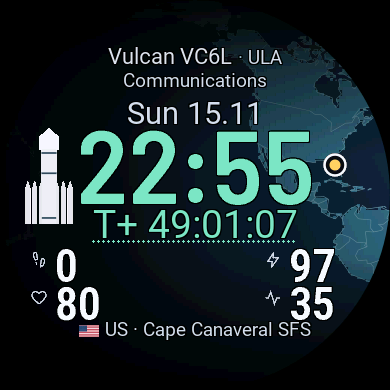 Vulcan VC6L · ULA
Communications
Sun 15.11
22:55
T+ 49:01:07
0 97
80 35
US · Cape Canaveral SFS